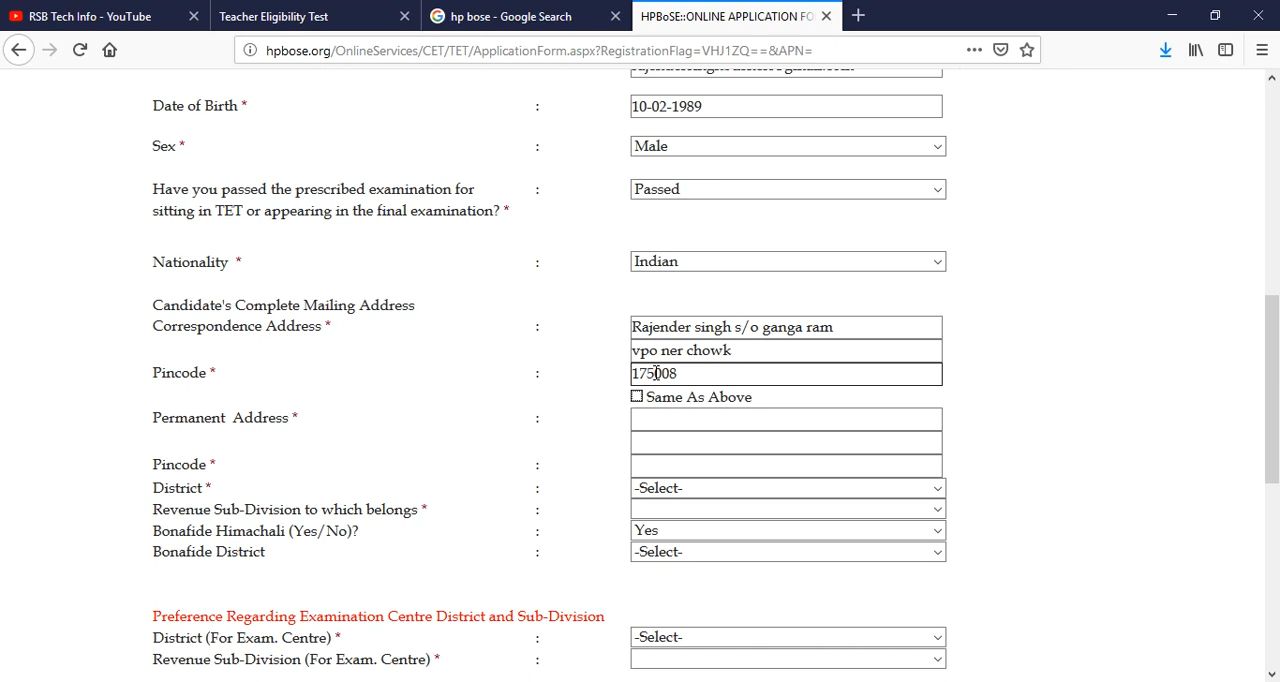 RSB Tech Info - YouTube
Teacher Eligibility Test
hp bose - Google Search
HPBoSE::ONLINE APPLICATION FO
hpbose.org/OnlineServices/CET/TET/ApplicationForm.aspx?RegistrationFlag=VHJ1ZQ==&APN=
Date of Birth * : 10-02-1989
Sex * : Male
Have you passed the prescribed examination for : Passed
sitting in TET or appearing in the final examination? *
Nationality * : Indian
Candidate's Complete Mailing Address
Correspondence Address * : Rajender singh s/o ganga ram
vpo ner chowk
Pincode * : 175008
Same As Above
Permanent Address * :
Pincode * :
District * : -Select-
Revenue Sub-Division to which belongs * :
Bonafide Himachali (Yes/No)? : Yes
Bonafide District : -Select-
Preference Regarding Examination Centre District and Sub-Division
District (For Exam. Centre) * : -Select-
Revenue Sub-Division (For Exam. Centre) * :